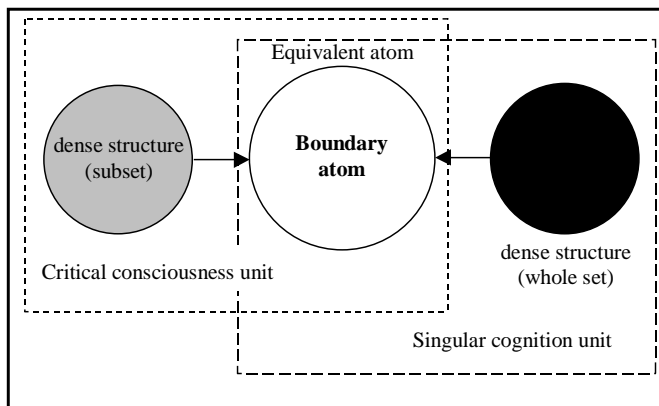 Equivalent atom
dense structure
(subset)
Boundary
atom
dense structure
(whole set)
Critical consciousness unit
Singular cognition unit